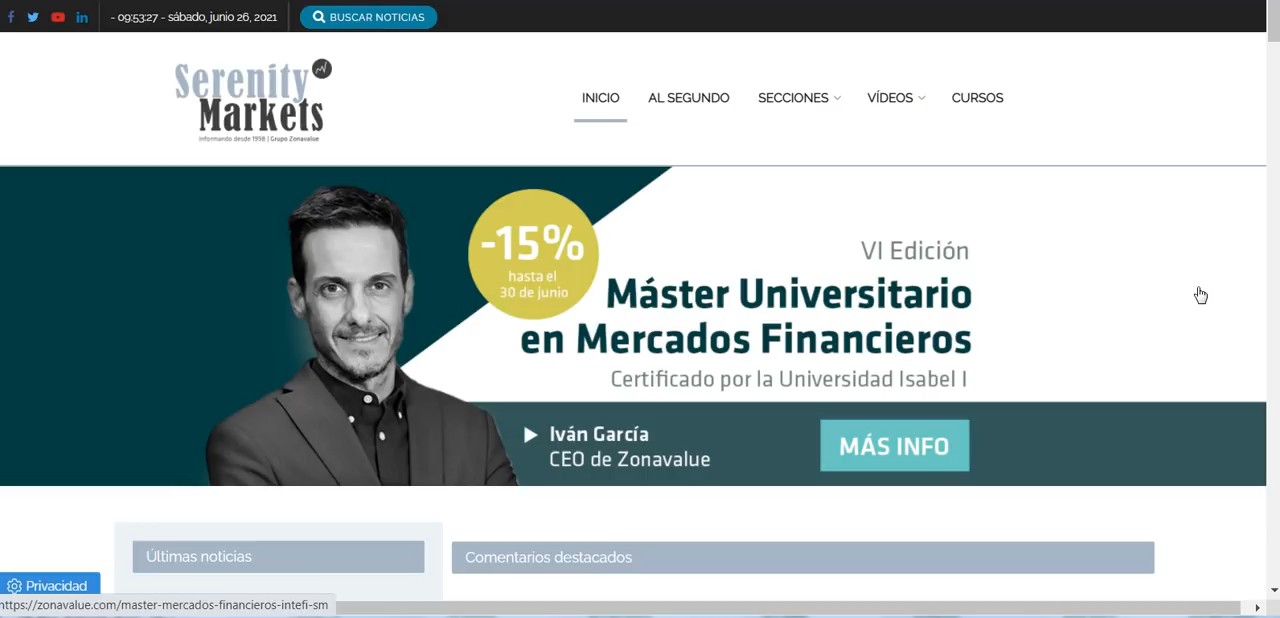 - 09:53:27 - sábado, junio 26, 2021
BUSCAR NOTICIAS
Serenity
Markets
informando desde 1998 | Grupo Zonavalue
INICIO
AL SEGUNDO
SECCIONES
VÍDEOS
CURSOS
-15%
hasta el
30 de junio
VI Edición
Máster Universitario
en Mercados Financieros
Certificado por la Universidad Isabel I
Iván García
CEO de Zonavalue
MÁS INFO
Últimas noticias
Comentarios destacados
Privacidad
https://zonavalue.com/master-mercados-financieros-intefi-sm